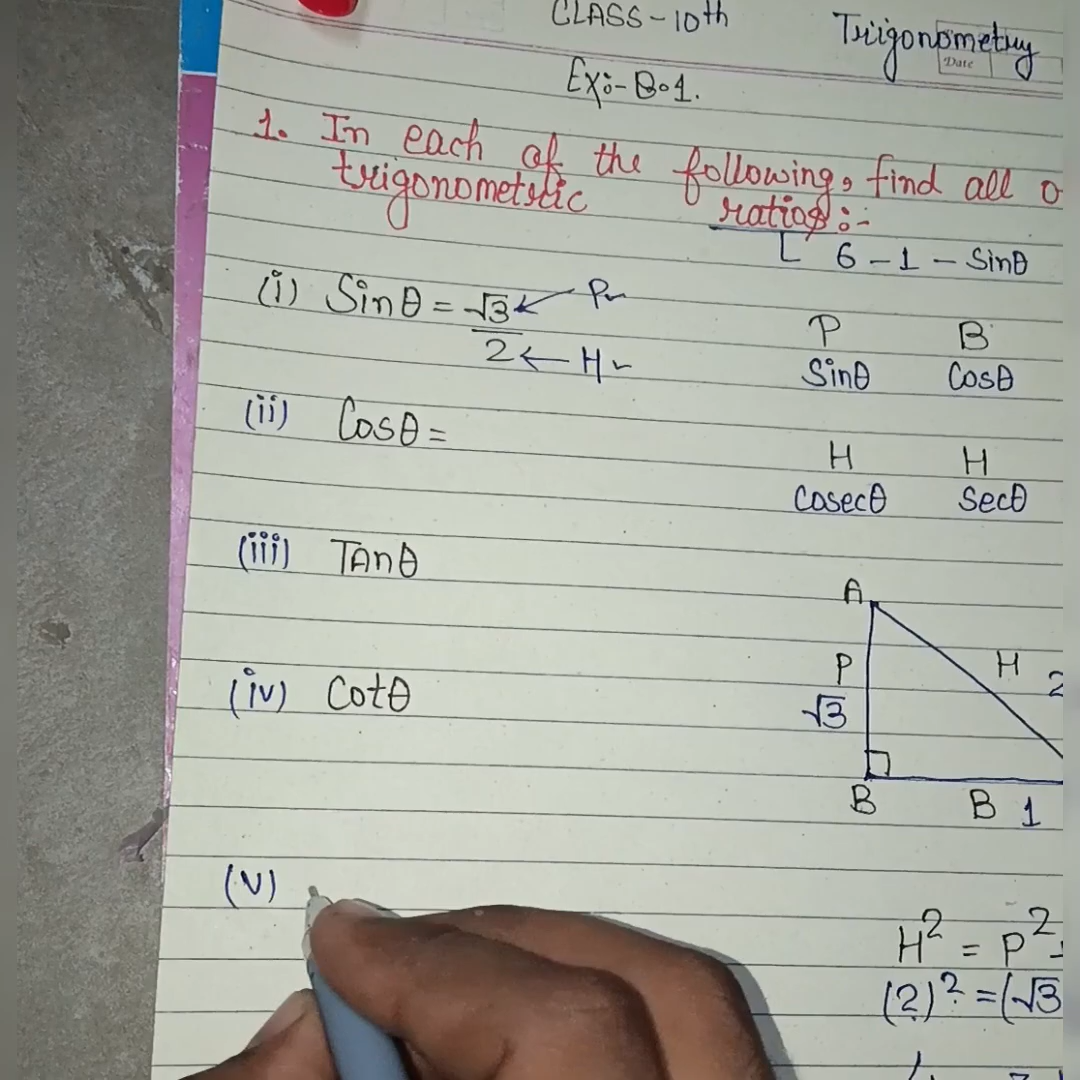 CLASS-10th Trigonometry
Date
Ex:- 8.1.
1. In each of the following, find all o
trigonometric ratios:-
6 - 1 - Sinθ
(i) Sinθ = √3/2 ← P
← H
P B
Sinθ Cosθ
(ii) Cosθ =
H H
Cosecθ Secθ
(iii) TAnθ
A
P H 2
(iv) Cotθ
√3
B B 1
(v)
H² = P²
(2)² = (√3